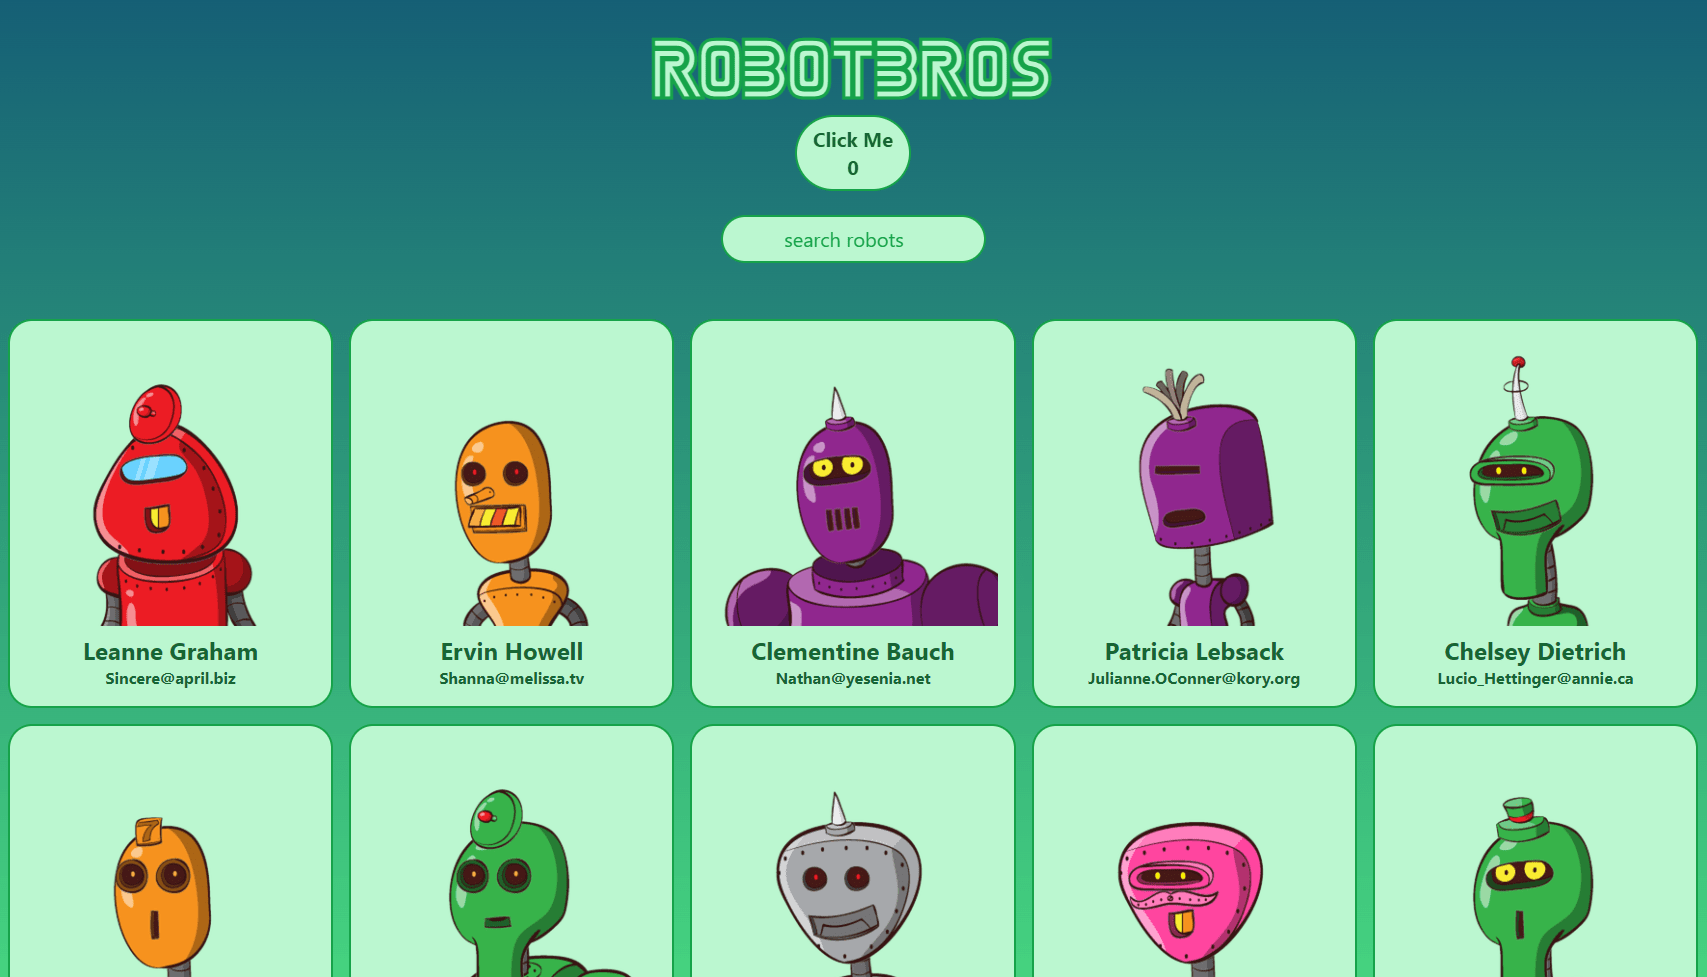 ROBOTBROS
Click Me
0
search robots
Leanne Graham
Sincere@april.biz
Ervin Howell
Shanna@melissa.tv
Clementine Bauch
Nathan@yesenia.net
Patricia Lebsack
Julianne.OConner@kory.org
Chelsey Dietrich
Lucio_Hettinger@annie.ca
7